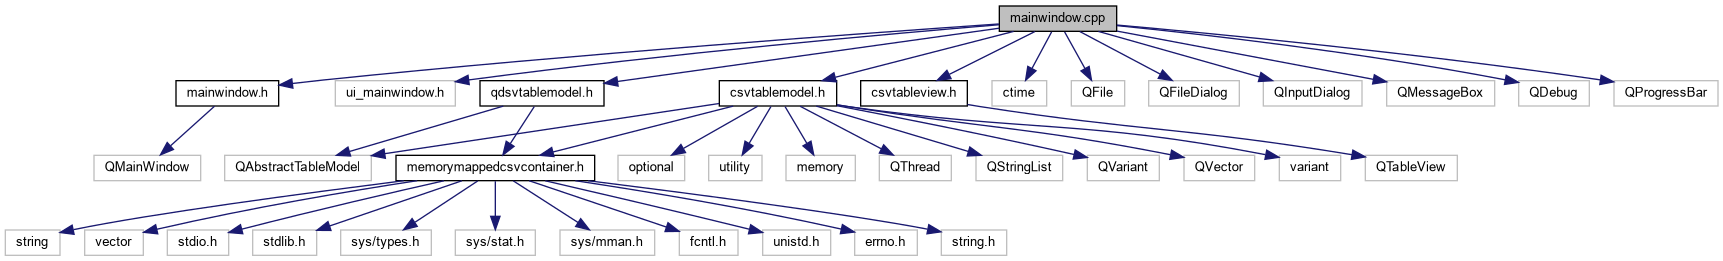 mainwindow.cpp
mainwindow.h
ui_mainwindow.h
qdsvtablemodel.h
csvtablemodel.h
csvtableview.h
ctime
QFile
QFileDialog
QInputDialog
QMessageBox
QDebug
QProgressBar
QMainWindow
QAbstractTableModel
memorymappedcsvcontainer.h
optional
utility
memory
QThread
QStringList
QVariant
QVector
variant
QTableView
string
vector
stdio.h
stdlib.h
sys/types.h
sys/stat.h
sys/mman.h
fcntl.h
unistd.h
errno.h
string.h